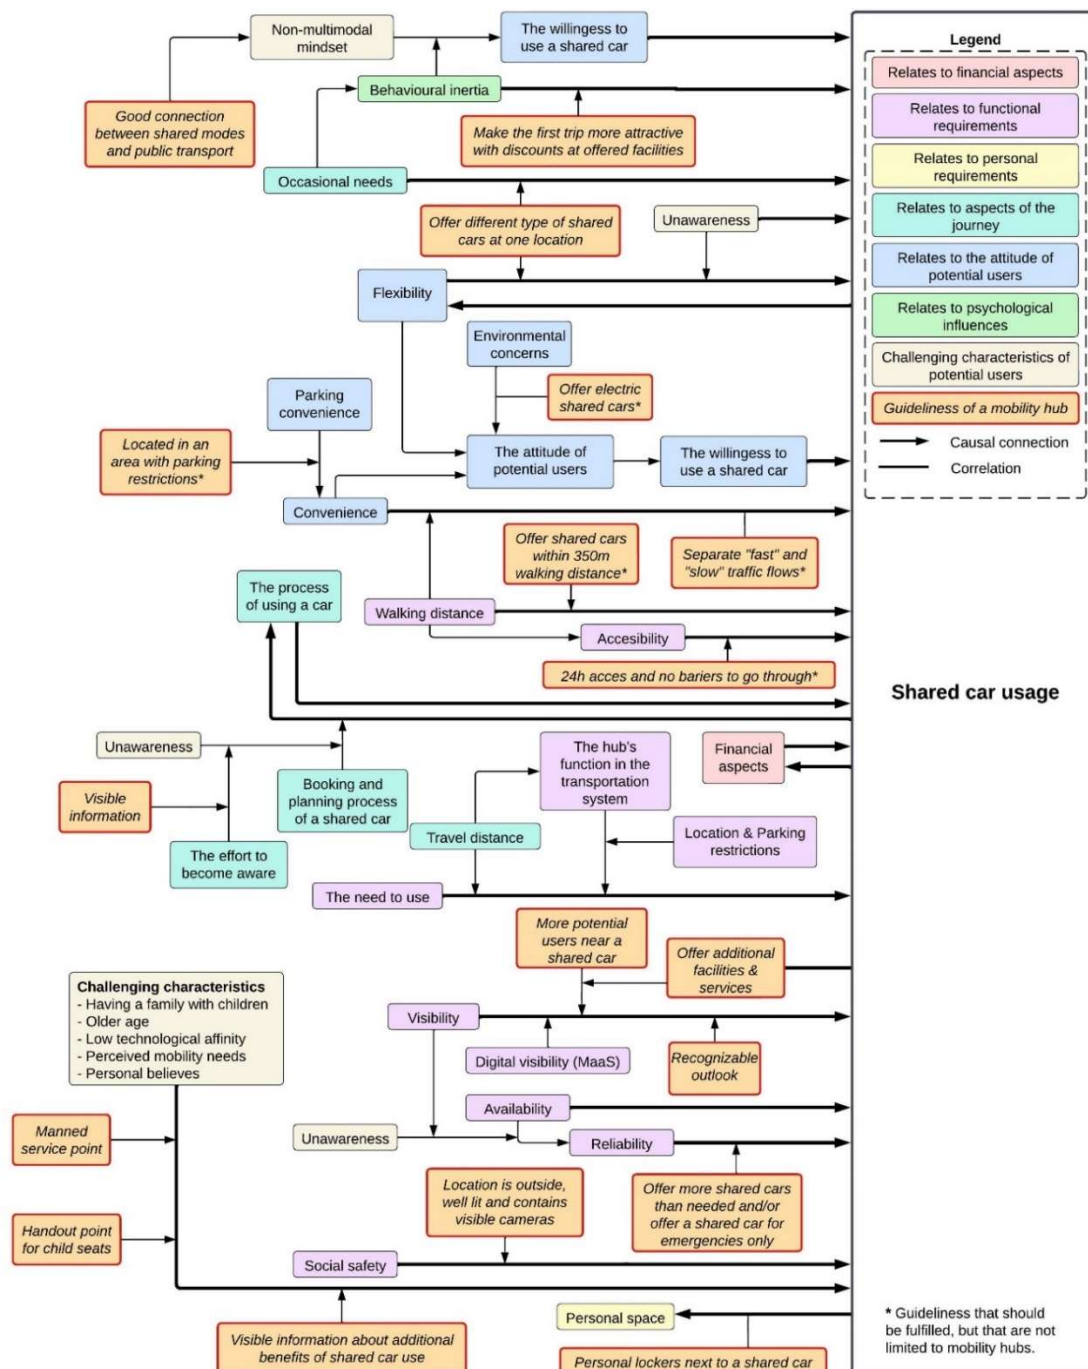 Non-multimodal
mindset
The willingess to
use a shared car
Behavioural inertia
Good connection
between shared modes
and public transport
Make the first trip more attractive
with discounts at offered facilities
Occasional needs
Offer different type of shared
cars at one location
Unawareness
Flexibility
Environmental
concerns
Offer electric
shared cars*
Parking
convenience
Located in an
area with parking
restrictions*
The attitude of
potential users
The willingess to
use a shared car
Convenience
Offer shared cars
within 350m
walking distance*
Separate "fast" and
"slow" traffic flows*
The process
of using a car
Walking distance
Accesibility
24h acces and no bariers to go through*
Unawareness
Visible
information
Booking and
planning process
of a shared car
The effort to
become aware
The hub's
function in the
transportation
system
Financial
aspects
Travel distance
Location & Parking
restrictions
The need to use
More potential
users near a
shared car
Offer additional
facilities &
services
Challenging characteristics
- Having a family with children
- Older age
- Low technological affinity
- Perceived mobility needs
- Personal believes
Visibility
Digital visibility (MaaS)
Recognizable
outlook
Availability
Unawareness
Reliability
Manned
service point
Location is outside,
well lit and contains
visible cameras
Offer more shared cars
than needed and/or
offer a shared car for
emergencies only
Handout point
for child seats
Social safety
Visible information about additional
benefits of shared car use
Personal space
Personal lockers next to a shared car
Legend
Relates to financial aspects
Relates to functional
requirements
Relates to personal
requirements
Relates to aspects of the
journey
Relates to the attitude of
potential users
Relates to psychological
influences
Challenging characteristics of
potential users
Guideliness of a mobility hub
Causal connection
Correlation
Shared car usage
* Guideliness that should
be fulfilled, but that are not
limited to mobility hubs.